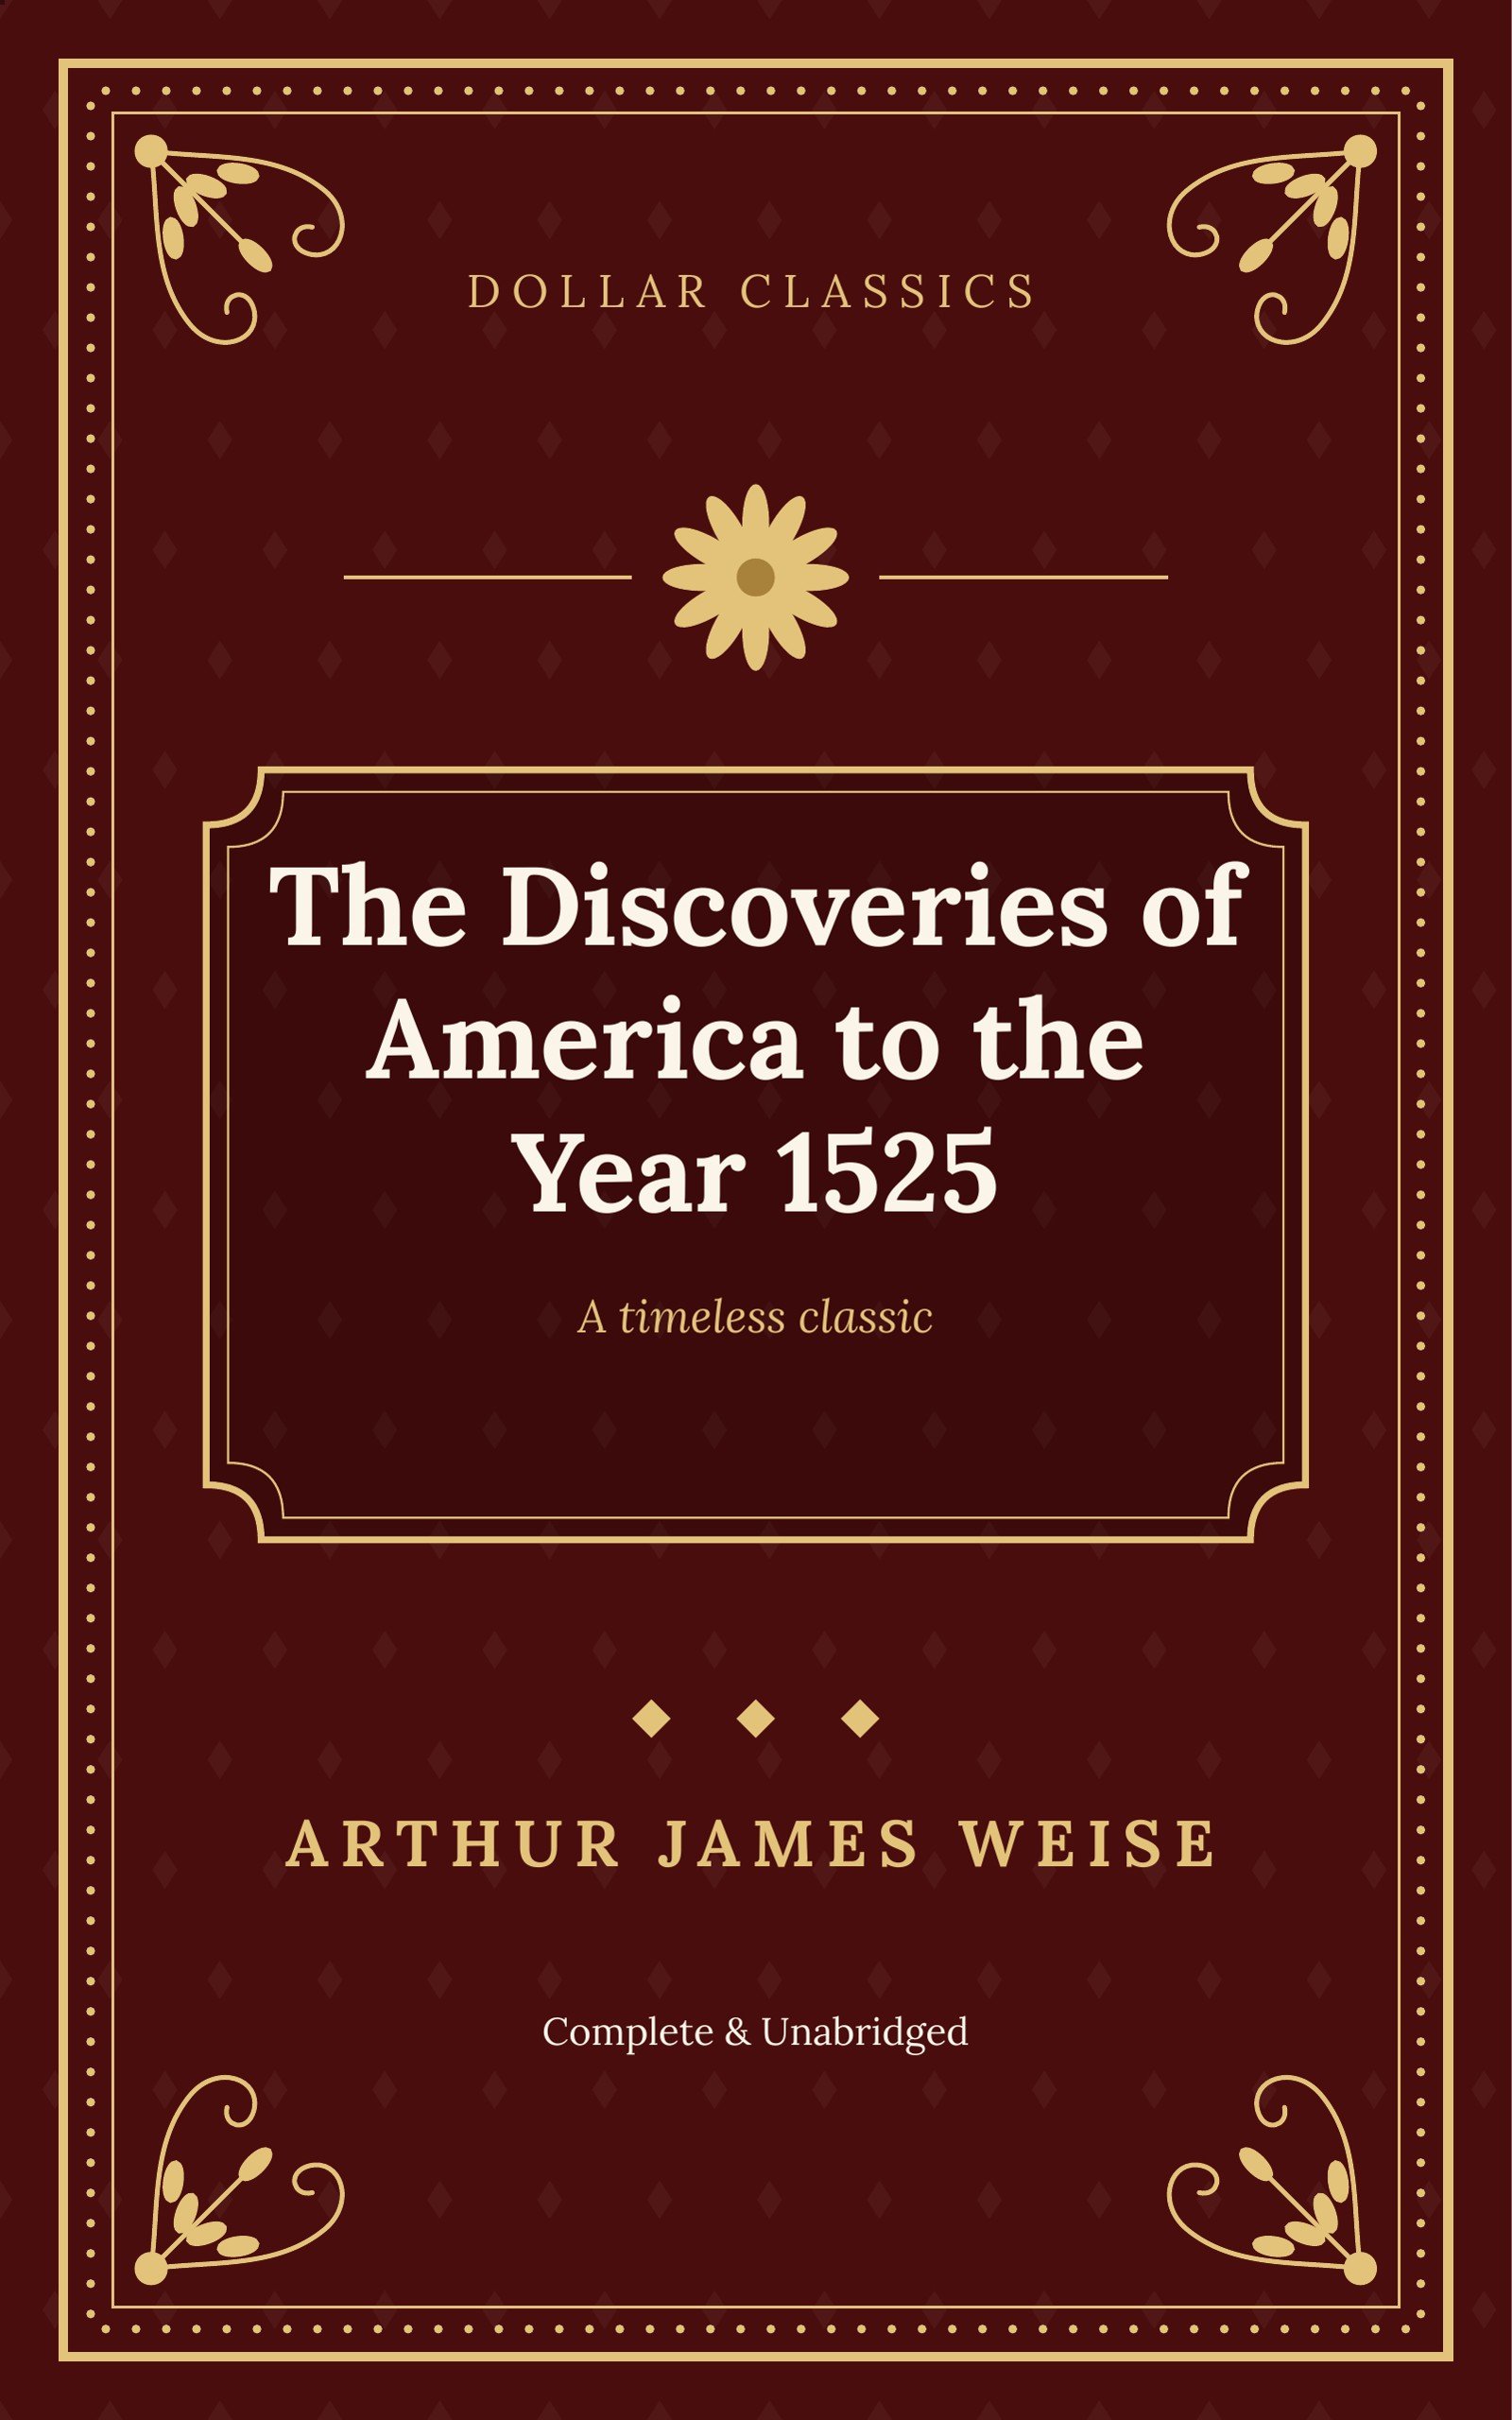 DOLLAR CLASSICS
The Discoveries of
America to the
Year 1525
A timeless classic
ARTHUR JAMES WEISE
Complete & Unabridged